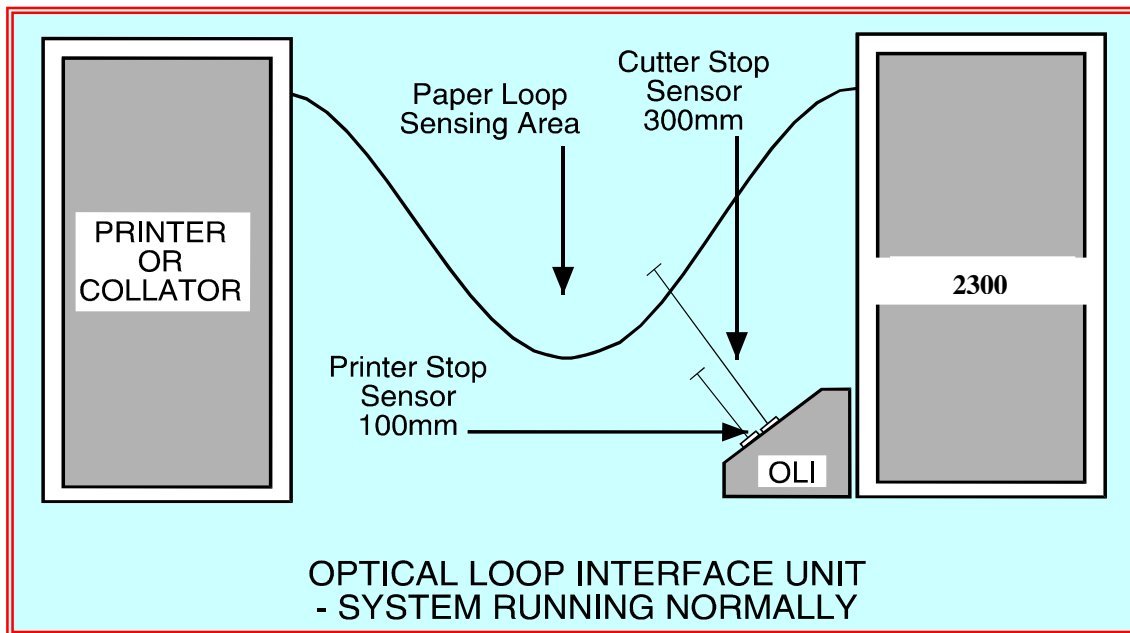 Paper Loop
Sensing Area
Cutter Stop
Sensor
300mm
PRINTER
OR
COLLATOR
2300
Printer Stop
Sensor
100mm
OLI
OPTICAL LOOP INTERFACE UNIT
- SYSTEM RUNNING NORMALLY